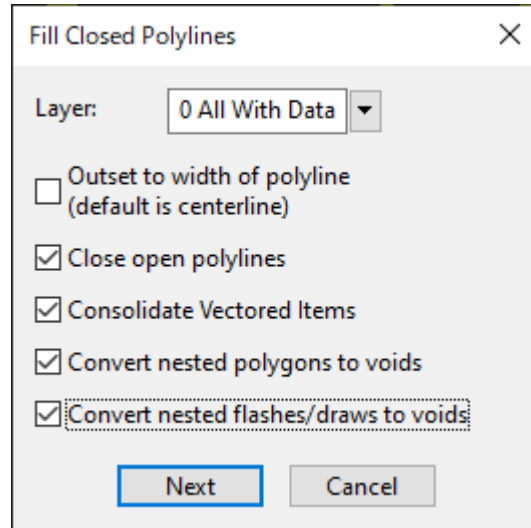 Fill Closed Polylines
Layer: 0 All With Data
Outset to width of polyline
(default is centerline)
Close open polylines
Consolidate Vectored Items
Convert nested polygons to voids
Convert nested flashes/draws to voids
Next Cancel